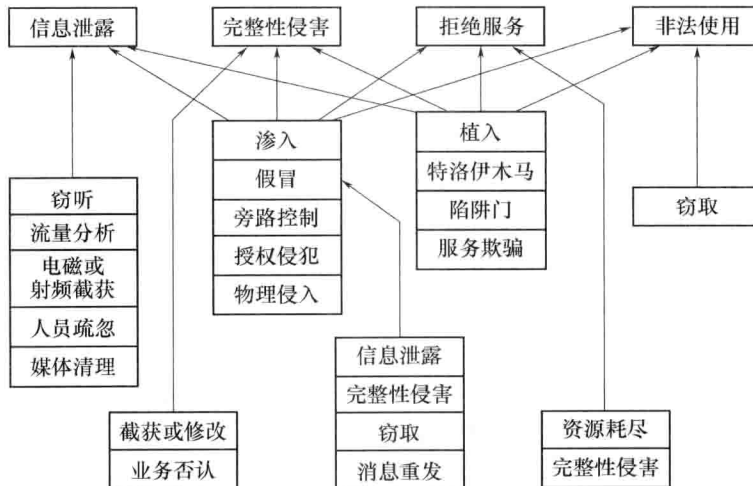 信息泄露
完整性侵害
拒绝服务
非法使用
渗入
假冒
旁路控制
授权侵犯
物理侵入
植入
特洛伊木马
陷阱门
服务欺骗
窃取
窃听
流量分析
电磁或
射频截获
人员疏忽
媒体清理
信息泄露
完整性侵害
窃取
消息重发
截获或修改
业务否认
资源耗尽
完整性侵害